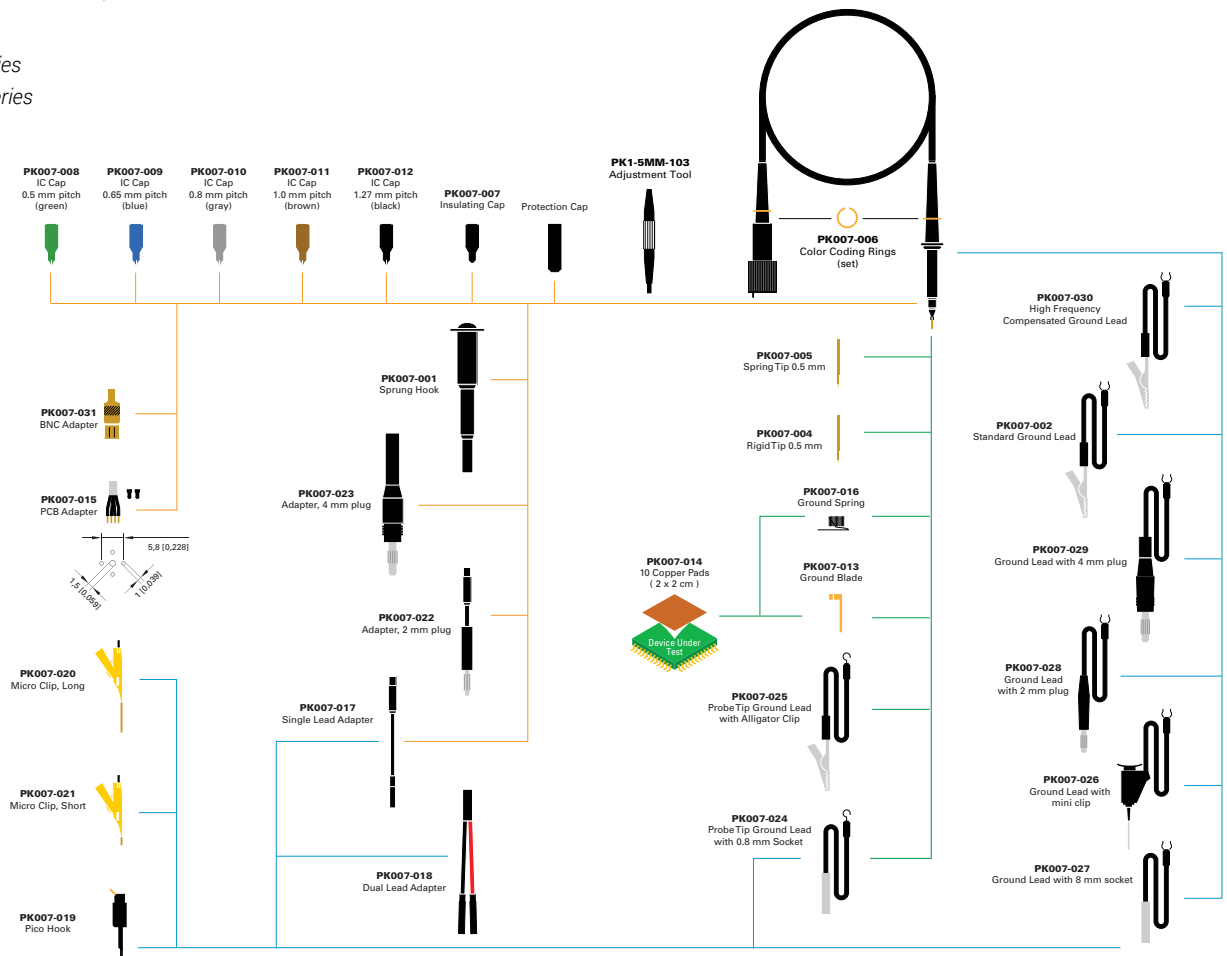 ies
ries
PK007-008
IC Cap
0.5 mm pitch
(green)
PK007-009
IC Cap
0.65 mm pitch
(blue)
PK007-010
IC Cap
0.8 mm pitch
(gray)
PK007-011
IC Cap
1.0 mm pitch
(brown)
PK007-012
IC Cap
1.27 mm pitch
(black)
PK007-007
Insulating Cap
Protection Cap
PK1-5MM-103
Adjustment Tool
PK007-006
Color Coding Rings
(set)
PK007-030
High Frequency
Compensated Ground Lead
PK007-005
Spring Tip 0.5 mm
PK007-001
Sprung Hook
PK007-031
BNC Adapter
PK007-004
Rigid Tip 0.5 mm
PK007-002
Standard Ground Lead
PK007-023
Adapter, 4 mm plug
PK007-015
PCB Adapter
5,8 [0,228]
1,5 [0,059]
1 [0,039]
PK007-016
Ground Spring
PK007-014
10 Copper Pads
( 2 x 2 cm )
Device Under
Test
PK007-013
Ground Blade
PK007-029
Ground Lead with 4 mm plug
PK007-022
Adapter, 2 mm plug
PK007-020
Micro Clip, Long
PK007-017
Single Lead Adapter
PK007-025
Probe Tip Ground Lead
with Alligator Clip
PK007-028
Ground Lead
with 2 mm plug
PK007-021
Micro Clip, Short
PK007-026
Ground Lead with
mini clip
PK007-024
Probe Tip Ground Lead
with 0.8 mm Socket
PK007-018
Dual Lead Adapter
PK007-027
Ground Lead with 8 mm socket
PK007-019
Pico Hook